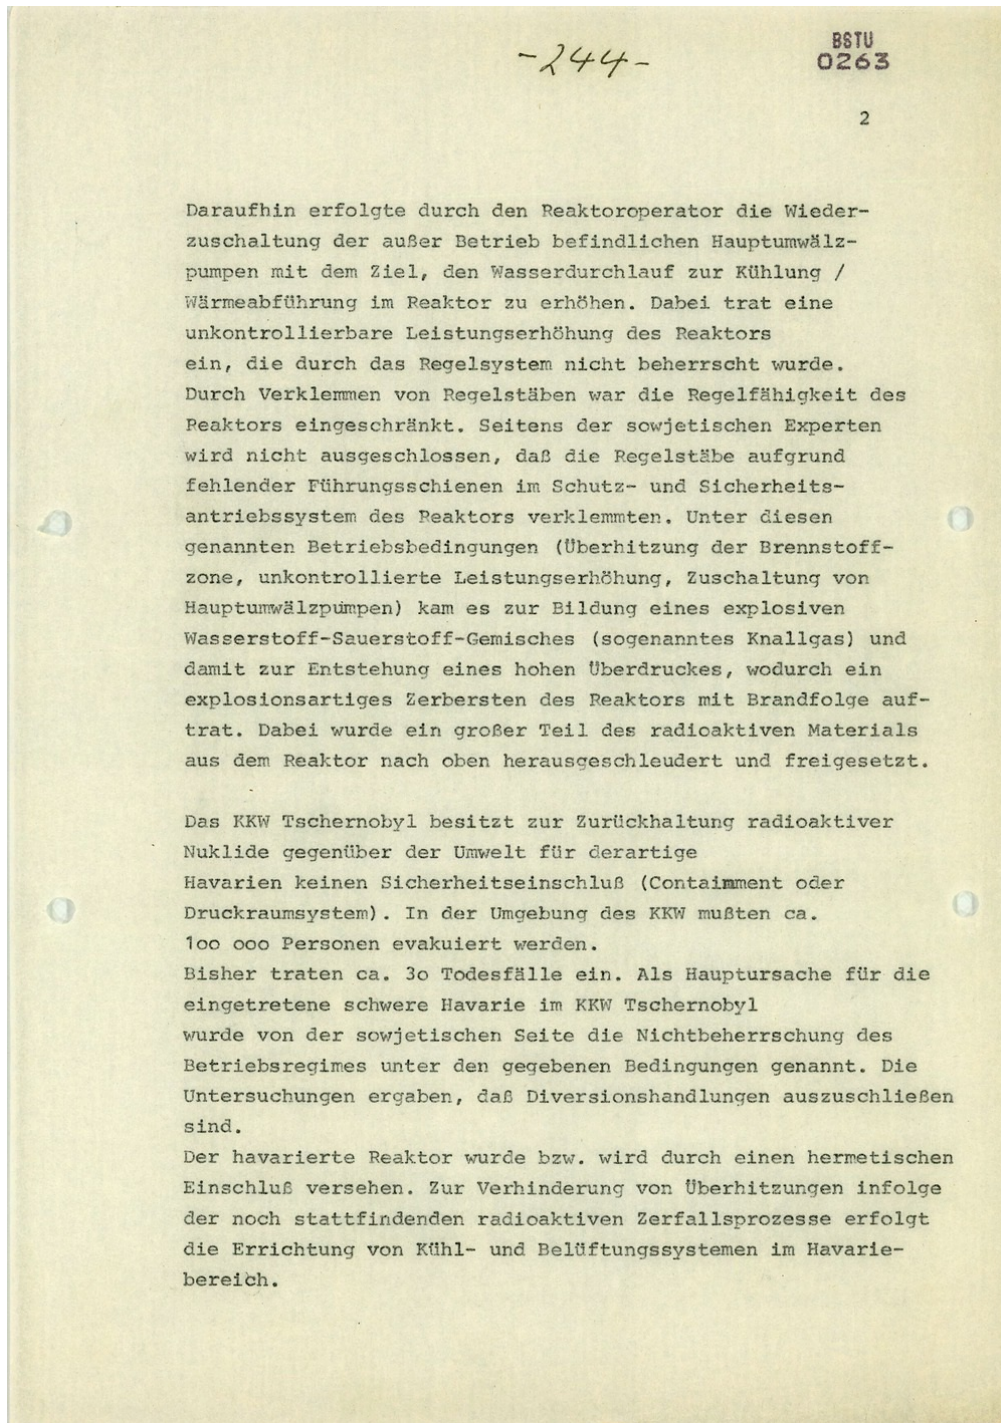 -244-
BSTU
0263
2
Daraufhin erfolgte durch den Reaktoroperator die Wieder-
zuschaltung der außer Betrieb befindlichen Hauptumwälz-
pumpen mit dem Ziel, den Wasserdurchlauf zur Kühlung /
Wärmeabführung im Reaktor zu erhöhen. Dabei trat eine
unkontrollierbare Leistungserhöhung des Reaktors
ein, die durch das Regelsystem nicht beherrscht wurde.
Durch Verklemmen von Regelstäben war die Regelfähigkeit des
Reaktors eingeschränkt. Seitens der sowjetischen Experten
wird nicht ausgeschlossen, daß die Regelstäbe aufgrund
fehlender Führungsschienen im Schutz- und Sicherheits-
antriebssystem des Reaktors verklemmten. Unter diesen
genannten Betriebsbedingungen (Überhitzung der Brennstoff-
zone, unkontrollierte Leistungserhöhung, Zuschaltung von
Hauptumwälzpumpen) kam es zur Bildung eines explosiven
Wasserstoff-Sauerstoff-Gemisches (sogenanntes Knallgas) und
damit zur Entstehung eines hohen Überdruckes, wodurch ein
explosionsartiges Zerbersten des Reaktors mit Brandfolge auf-
trat. Dabei wurde ein großer Teil des radioaktiven Materials
aus dem Reaktor nach oben herausgeschleudert und freigesetzt.
Das KKW Tschernobyl besitzt zur Zurückhaltung radioaktiver
Nuklide gegenüber der Umwelt für derartige
Havarien keinen Sicherheitseinschluß (Containment oder
Druckraumsystem). In der Umgebung des KKW mußten ca.
1oo ooo Personen evakuiert werden.
Bisher traten ca. 3o Todesfälle ein. Als Hauptursache für die
eingetretene schwere Havarie im KKW Tschernobyl
wurde von der sowjetischen Seite die Nichtbeherrschung des
Betriebsregimes unter den gegebenen Bedingungen genannt. Die
Untersuchungen ergaben, daß Diversionshandlungen auszuschließen
sind.
Der havarierte Reaktor wurde bzw. wird durch einen hermetischen
Einschluß versehen. Zur Verhinderung von Überhitzungen infolge
der noch stattfindenden radioaktiven Zerfallsprozesse erfolgt
die Errichtung von Kühl- und Belüftungssystemen im Havarie-
bereich.